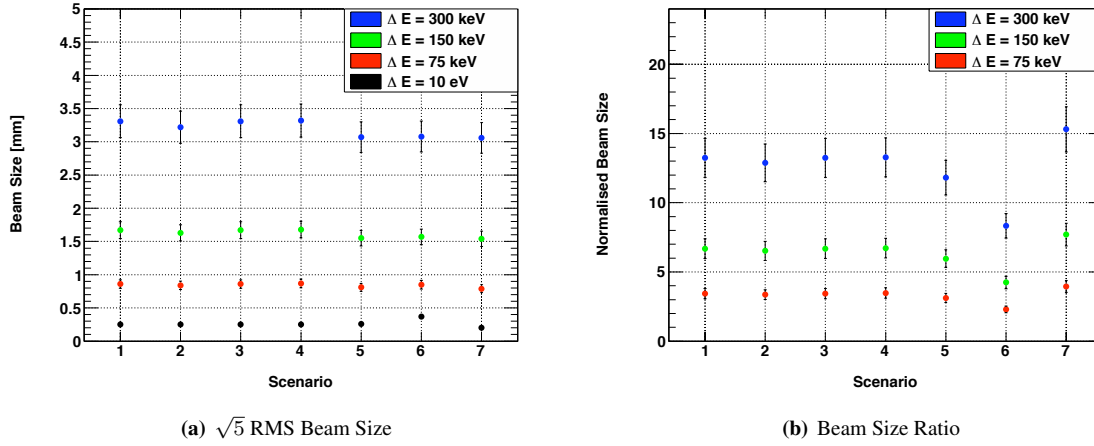 Δ E = 300 keV
Δ E = 150 keV
Δ E = 75 keV
Δ E = 10 eV
Beam Size [mm]
5
4.5
4
3.5
3
2.5
2
1.5
1
0.5
0
1 2 3 4 5 6 7
Scenario
(a) √5 RMS Beam Size
Δ E = 300 keV
Δ E = 150 keV
Δ E = 75 keV
Normalised Beam Size
20
15
10
5
0
1 2 3 4 5 6 7
Scenario
(b) Beam Size Ratio